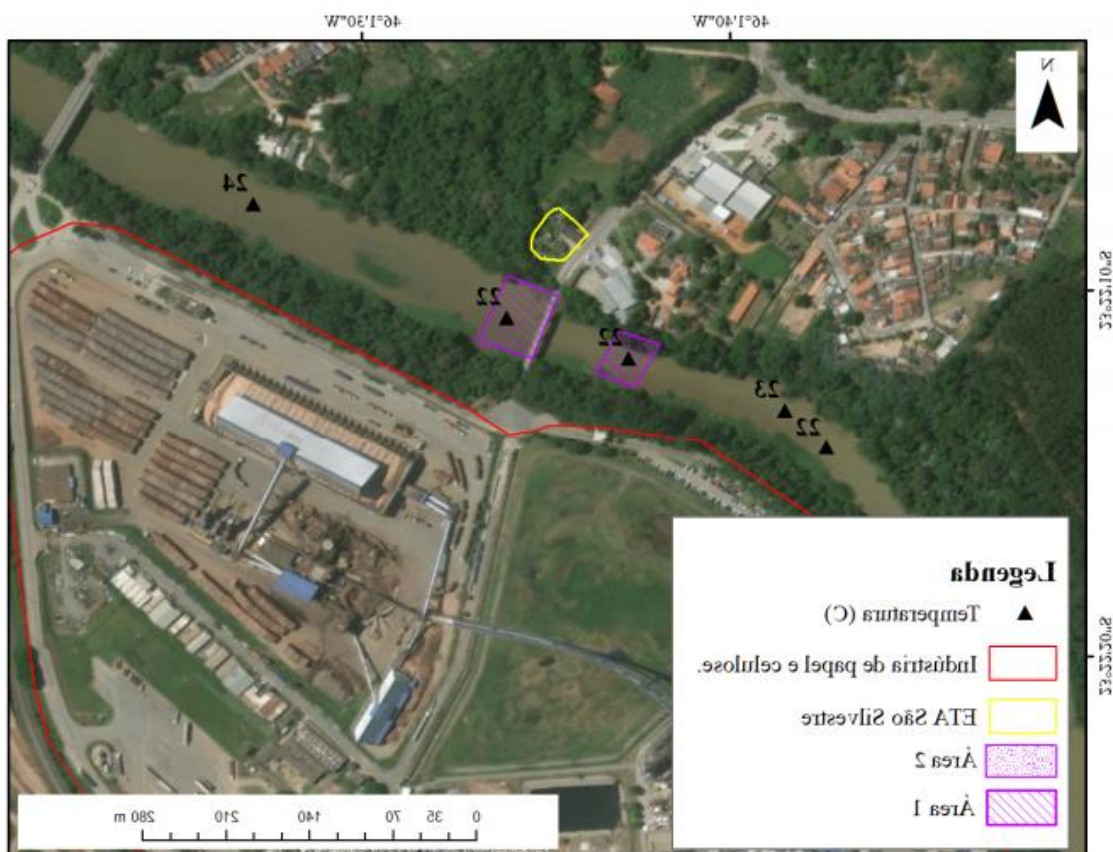 46°1'40"W 46°1'30"W
N
24
22
22
23
22
23°22'10"S
23°22'20"S
Legenda
Temperatura (C)
Indústria de papel e celulose.
ETA São Silvestre
Área 2
Área 1
0 35 70 140 210 280 m